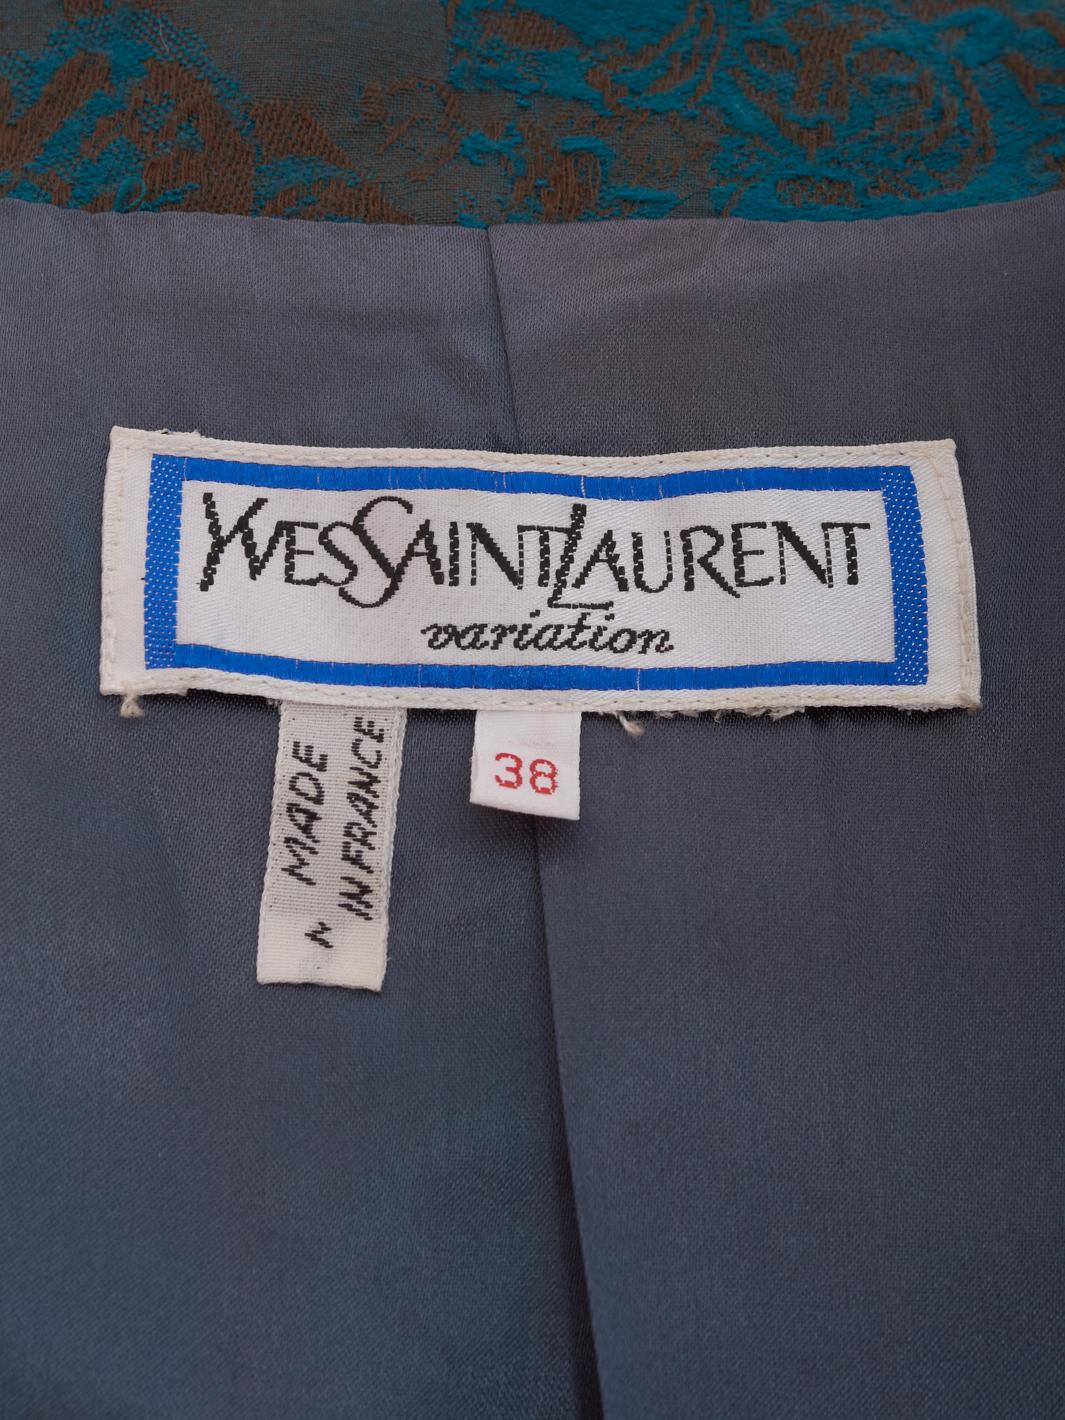 YVES SAINT LAURENT
variation
MADE
IN FRANCE
N
38